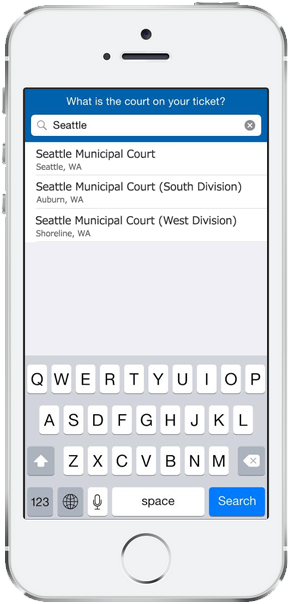 What is the court on your ticket?
Seattle
Seattle Municipal Court
Seattle, WA
Seattle Municipal Court (South Division)
Auburn, WA
Seattle Municipal Court (West Division)
Shoreline, WA
Q W E R T Y U I O P
A S D F G H J K L
Z X C V B N M
123 space Search